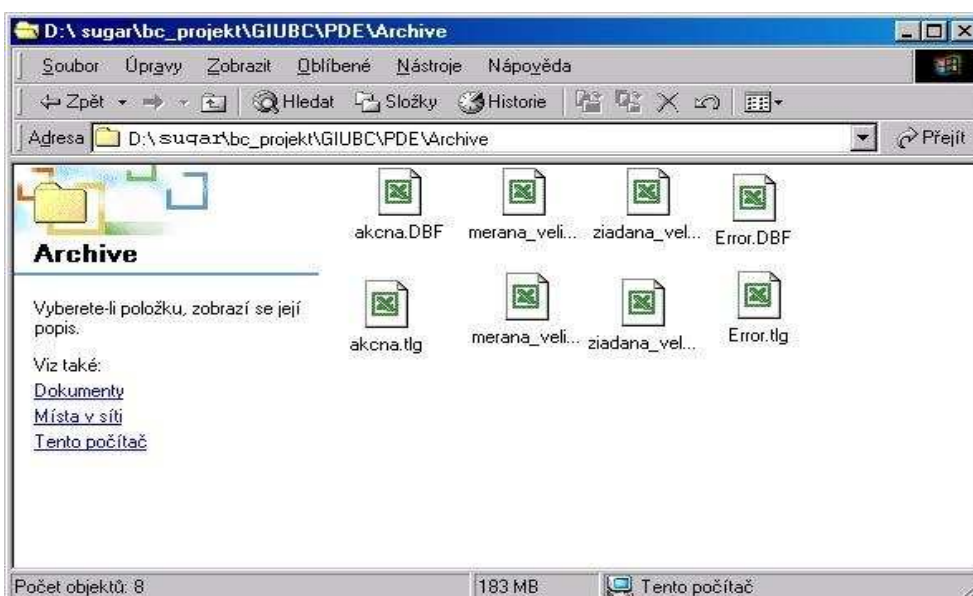 D:\ sugar\bc_projekt\GIUBC\PDE\Archive
Soubor Úpravy Zobrazit Oblíbené Nástroje Nápověda
Zpět Hledat Složky Historie
Adresa D:\sugar\bc_projekt\GIUBC\PDE\Archive Přejít
Archive
Vyberete-li položku, zobrazí se její
popis.
Viz také:
Dokumenty
Místa v síti
Tento počítač
akcna.DBF merana_veli... ziadana_vel... Error.DBF
akcna.tlg merana_veli... ziadana_vel... Error.tlg
Počet objektů: 8 183 MB Tento počítač